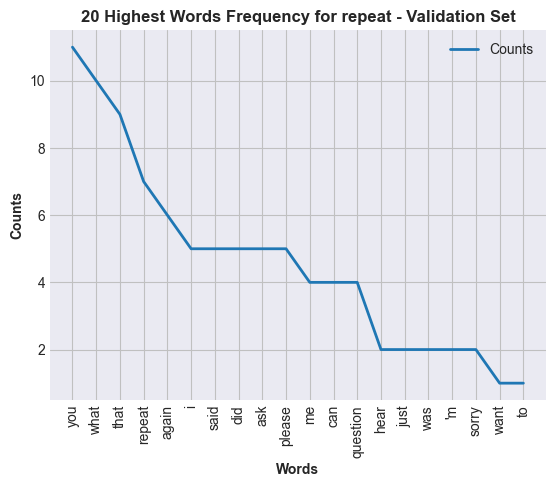 20 Highest Words Frequency for repeat - Validation Set
Counts
10
8
6
4
2
Counts
you
what
that
repeat
again
i
said
did
ask
please
me
can
question
hear
just
was
'm
sorry
want
to
Words